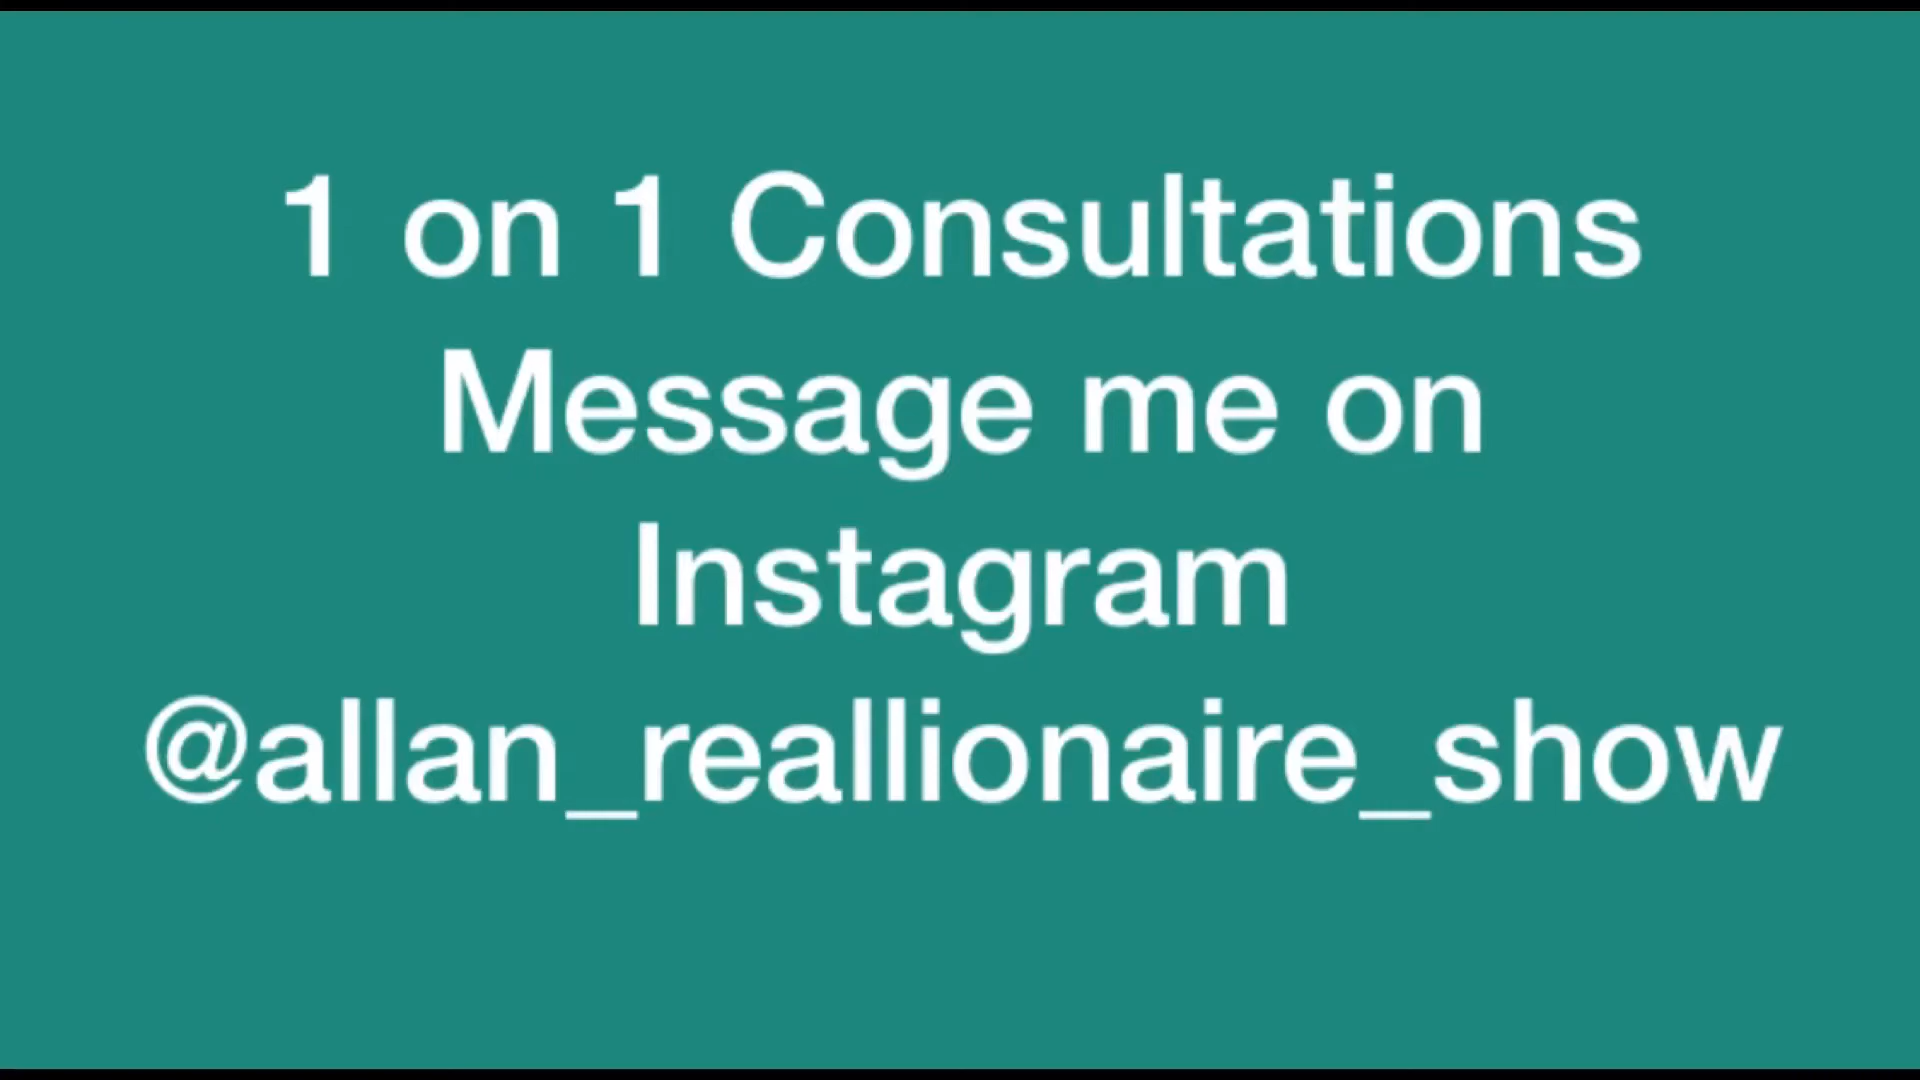 1 on 1 Consultations
Message me on
Instagram
@allan_reallionaire_show